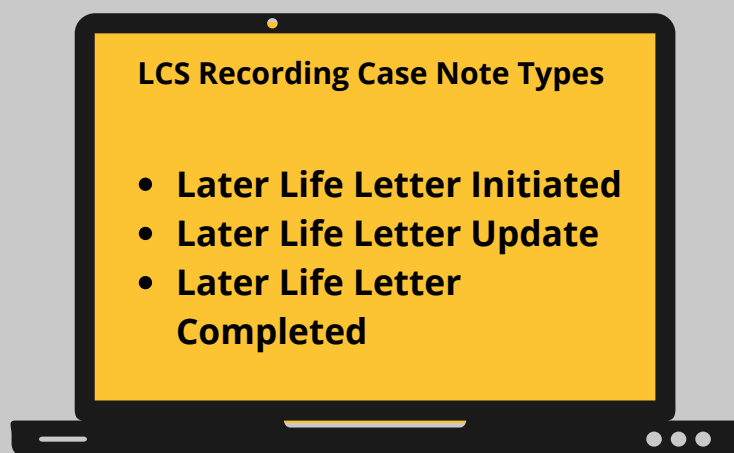 LCS Recording Case Note Types
• Later Life Letter Initiated
• Later Life Letter Update
• Later Life Letter
Completed